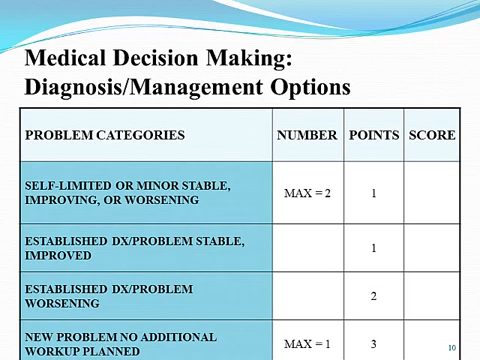 Medical Decision Making:
Diagnosis/Management Options
PROBLEM CATEGORIES NUMBER POINTS SCORE
SELF-LIMITED OR MINOR STABLE,
IMPROVING, OR WORSENING
MAX = 2 1
ESTABLISHED DX/PROBLEM STABLE,
IMPROVED
1
ESTABLISHED DX/PROBLEM
WORSENING
2
NEW PROBLEM NO ADDITIONAL
WORKUP PLANNED
MAX = 1 3
10